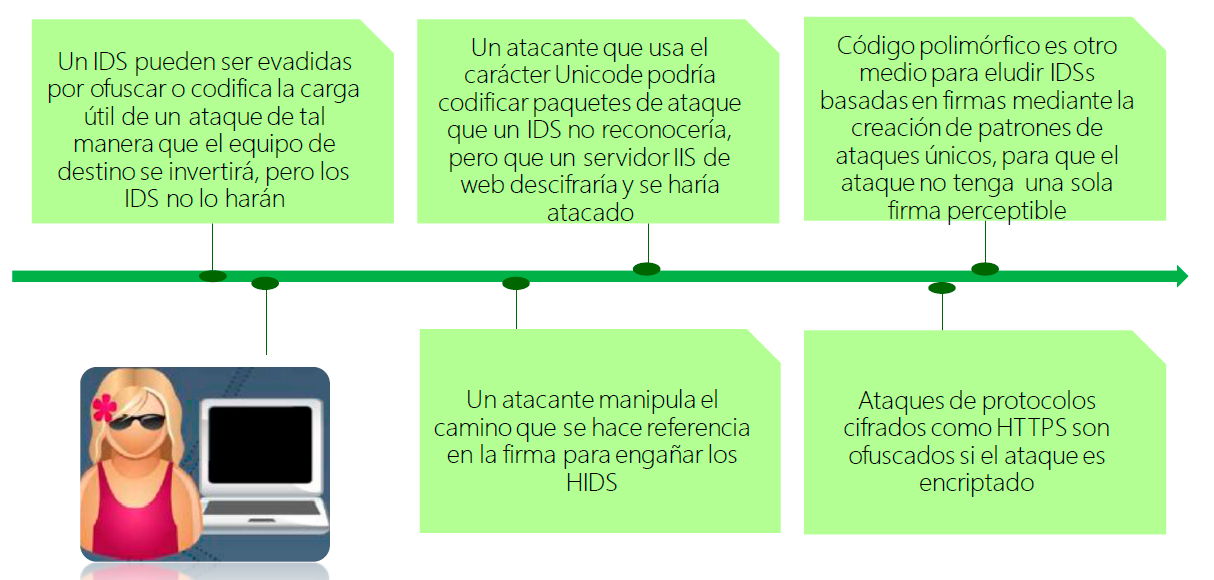 Un IDS pueden ser evadidas
por ofuscar o codifica la carga
útil de un ataque de tal
manera que el equipo de
destino se invertirá, pero los
IDS no lo harán
Un atacante que usa el
carácter Unicode podría
codificar paquetes de ataque
que un IDS no reconocería,
pero que un servidor IIS de
web descifraría y se haría
atacado
Código polimórfico es otro
medio para eludir IDSs
basadas en firmas mediante la
creación de patrones de
ataques únicos, para que el
ataque no tenga una sola
firma perceptible
Un atacante manipula el
camino que se hace referencia
en la firma para engañar los
HIDS
Ataques de protocolos
cifrados como HTTPS son
ofuscados si el ataque es
encriptado